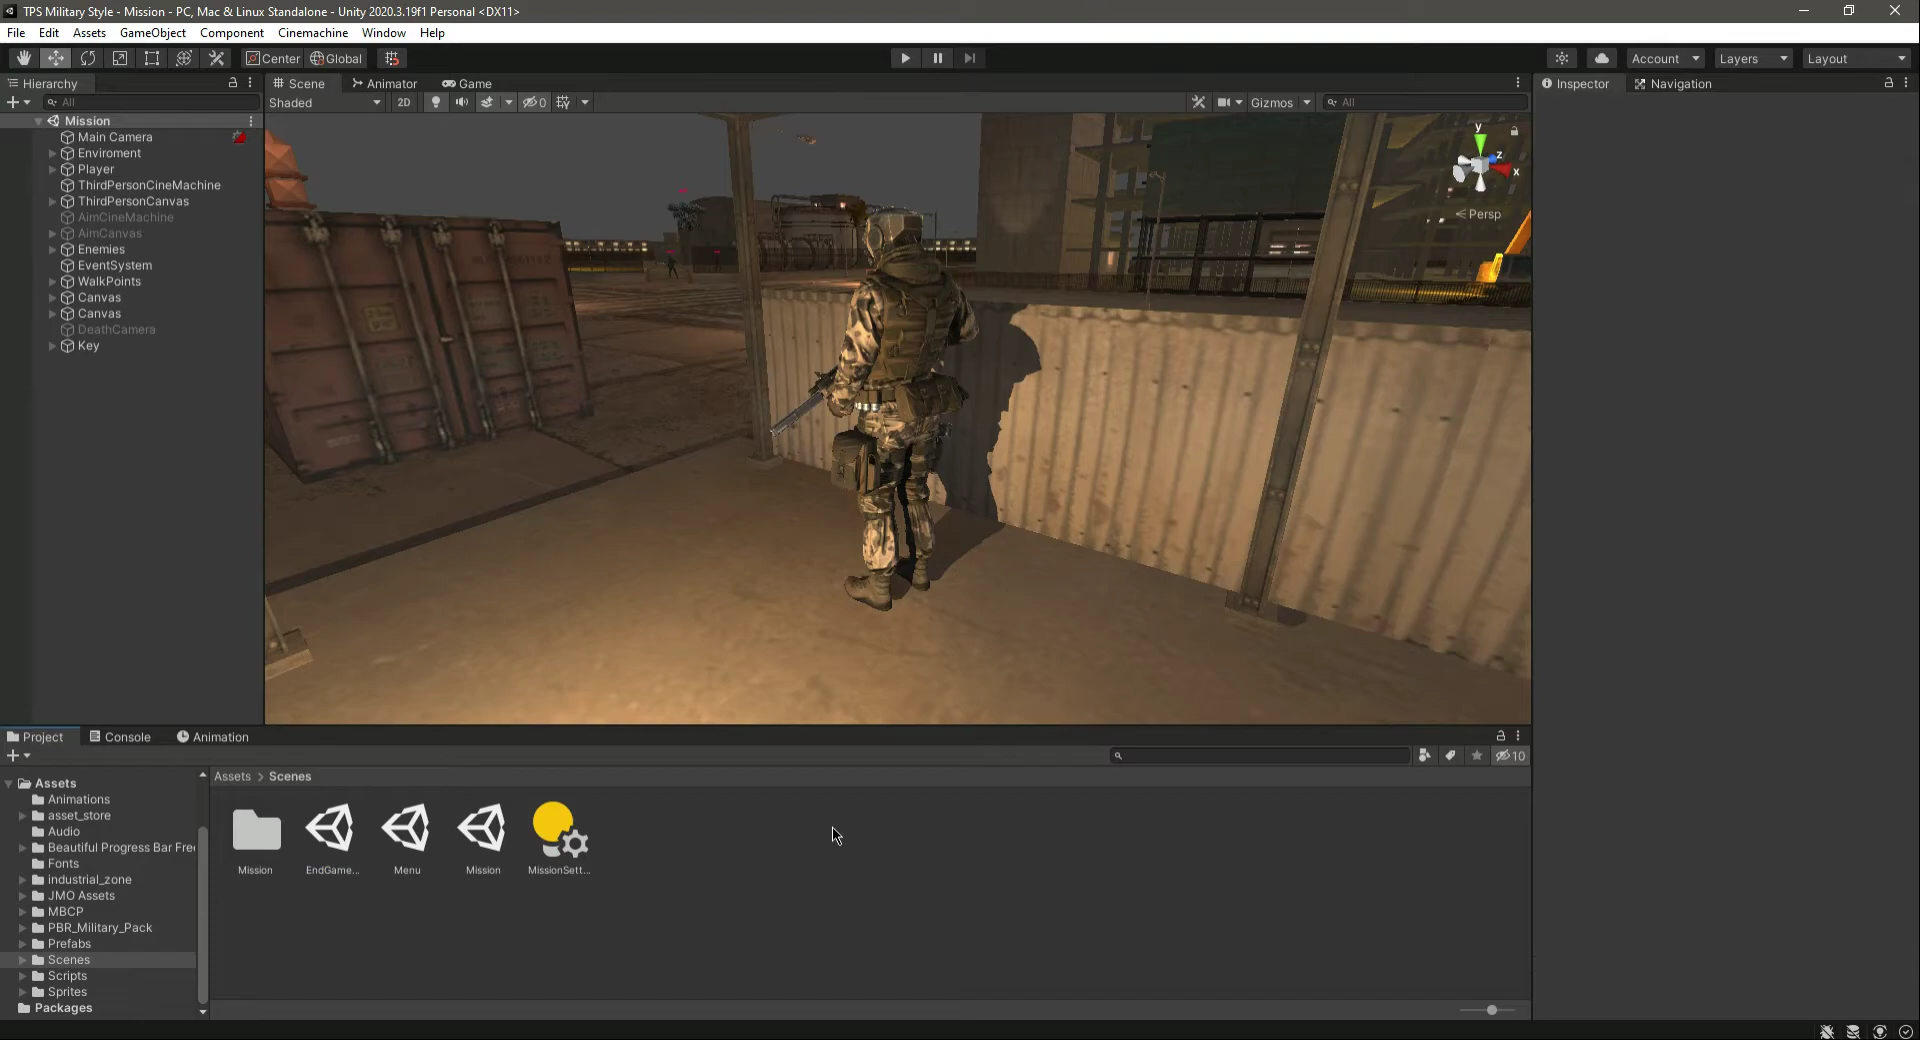 TPS Military Style - Mission - PC, Mac & Linux Standalone - Unity 2020.3.19f1 Personal <DX11>
File Edit Assets GameObject Component Cinemachine Window Help
Center Global Account Layers Layout
Hierarchy
All
Mission
Main Camera
Enviroment
Player
ThirdPersonCineMachine
ThirdPersonCanvas
AimCineMachine
AimCanvas
Enemies
EventSystem
WalkPoints
Canvas
Canvas
DeathCamera
Key
Scene Animator Game
Shaded 2D 0 Gizmos All
y
z
x
Persp
Inspector Navigation
Project Console Animation
10
Assets
Animations
asset_store
Audio
Beautiful Progress Bar Free
Fonts
industrial_zone
JMO Assets
MBCP
PBR_Military_Pack
Prefabs
Scenes
Scripts
Sprites
Packages
Assets > Scenes
Mission EndGame... Menu Mission MissionSett...